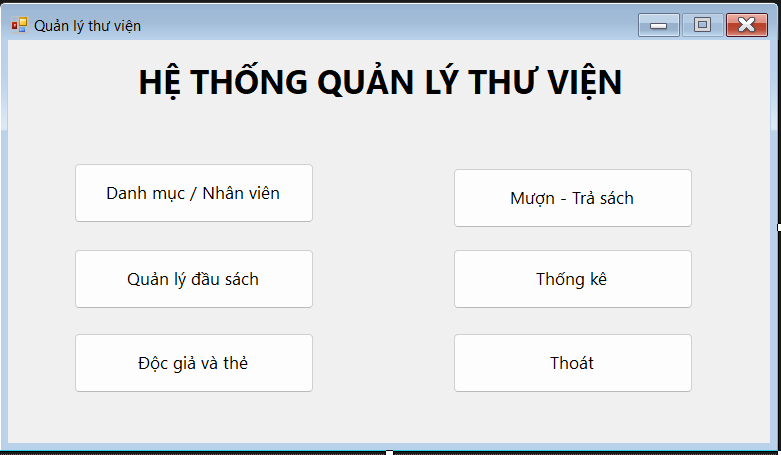 Quản lý thư viện
HỆ THỐNG QUẢN LÝ THƯ VIỆN
Danh mục / Nhân viên
Mượn - Trả sách
Quản lý đầu sách
Thống kê
Độc giả và thẻ
Thoát